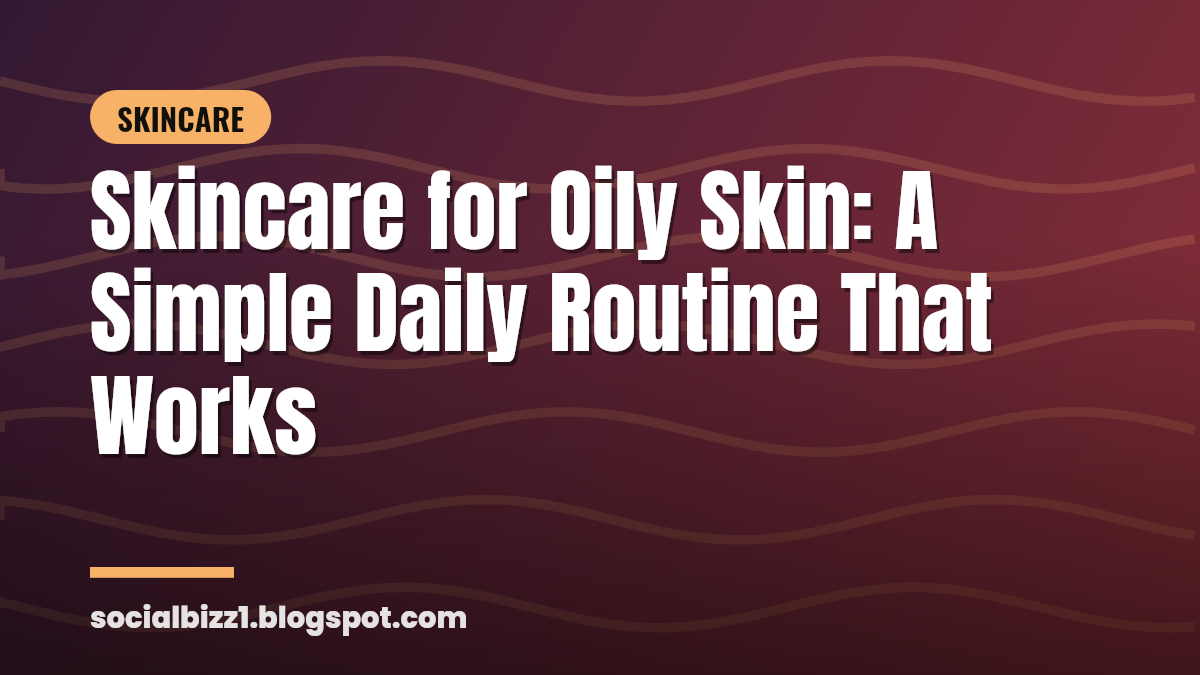 SKINCARE
Skincare for Oily Skin: A
Simple Daily Routine That
Works
socialbizz1.blogspot.com